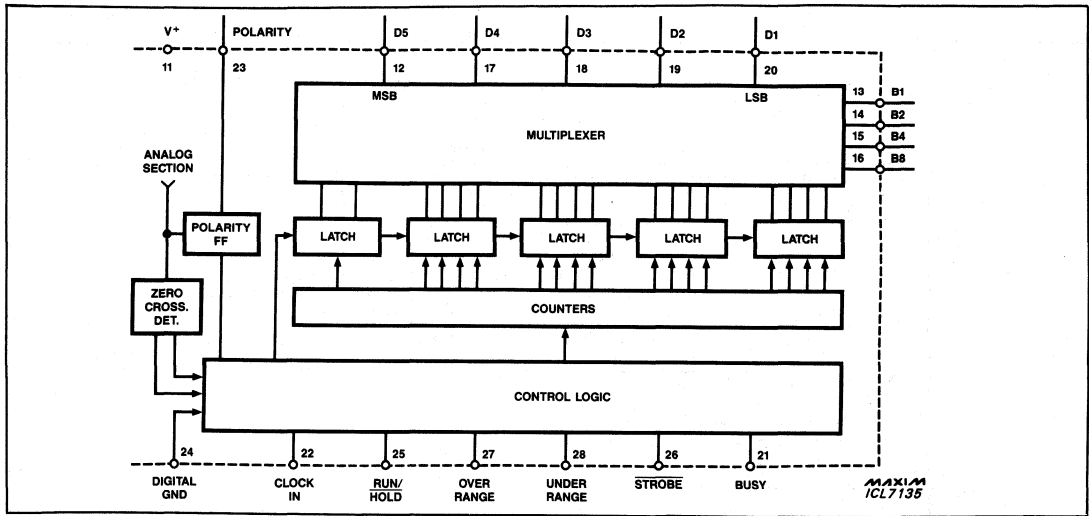 V+ POLARITY D5 D4 D3 D2 D1
11 23 12 17 18 19 20
MSB LSB
13 B1
14 B2
MULTIPLEXER
15 B4
16 B8
ANALOG
SECTION
POLARITY
FF
LATCH LATCH LATCH LATCH LATCH
ZERO
CROSS.
DET.
COUNTERS
CONTROL LOGIC
24 22 25 27 28 26 21
DIGITAL
GND
CLOCK
IN
RUN/
HOLD
OVER
RANGE
UNDER
RANGE
STROBE
BUSY
MAXIM
ICL7135